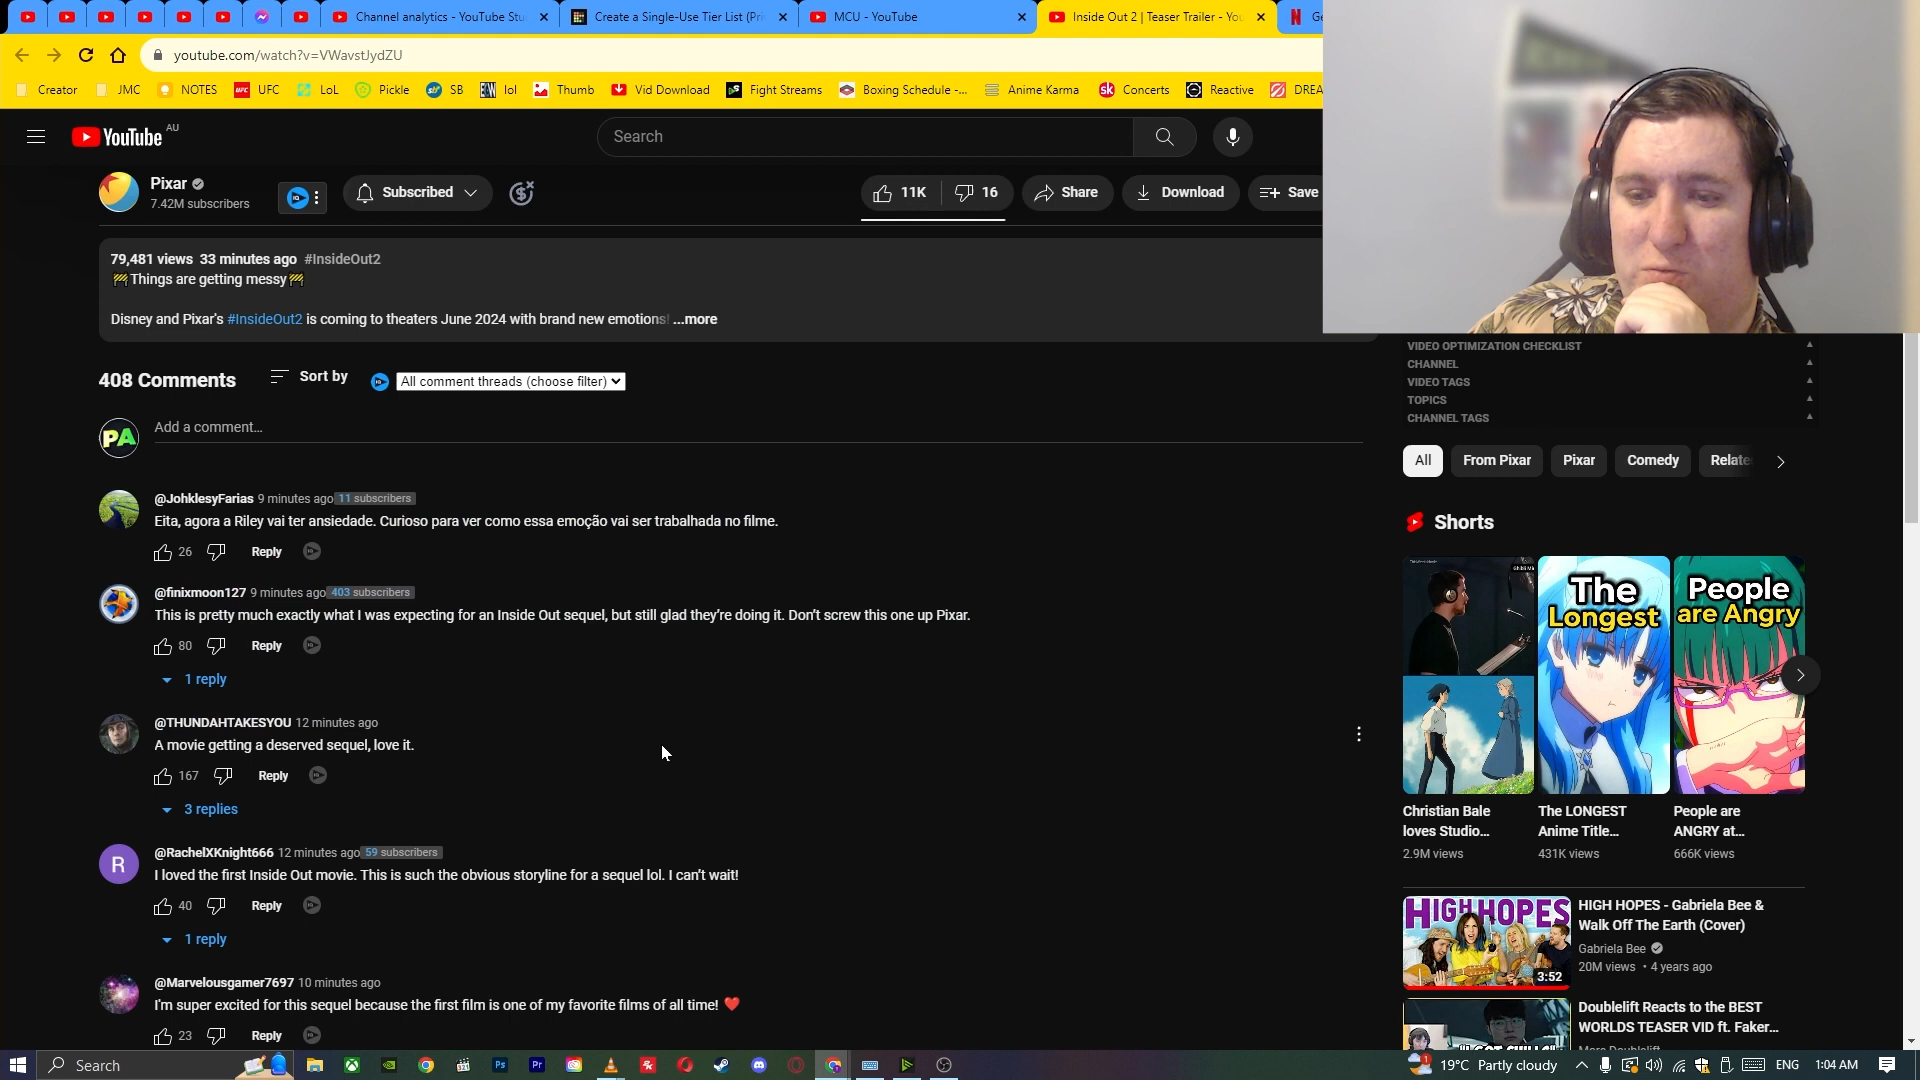 Channel analytics - YouTube Stu
Create a Single-Use Tier List (Pri
MCU - YouTube
Inside Out 2 | Teaser Trailer - You
Ge
youtube.com/watch?v=VWavstJydZU
Creator
JMC
NOTES
UFC
LoL
Pickle
SB
lol
Thumb
Vid Download
Fight Streams
Boxing Schedule -...
Anime Karma
Concerts
Reactive
DREA
YouTube AU
Search
Pixar
7.42M subscribers
Subscribed
11K
16
Share
Download
Save
79,481 views 33 minutes ago #InsideOut2
🚧Things are getting messy🚧
Disney and Pixar's #InsideOut2 is coming to theaters June 2024 with brand new emotions! ...more
408 Comments
Sort by
All comment threads (choose filter)
PA
Add a comment...
@JohklesyFarias 9 minutes ago 11 subscribers
Eita, agora a Riley vai ter ansiedade. Curioso para ver como essa emoção vai ser trabalhada no filme.
26 Reply
@finixmoon127 9 minutes ago 403 subscribers
This is pretty much exactly what I was expecting for an Inside Out sequel, but still glad they're doing it. Don't screw this one up Pixar.
80 Reply
1 reply
@THUNDAHTAKESYOU 12 minutes ago
A movie getting a deserved sequel, love it.
167 Reply
3 replies
R
@RachelXKnight666 12 minutes ago 59 subscribers
I loved the first Inside Out movie. This is such the obvious storyline for a sequel lol. I can't wait!
40 Reply
1 reply
@Marvelousgamer7697 10 minutes ago
I'm super excited for this sequel because the first film is one of my favorite films of all time! ❤️
23 Reply
VIDEO OPTIMIZATION CHECKLIST
CHANNEL
VIDEO TAGS
TOPICS
CHANNEL TAGS
All
From Pixar
Pixar
Comedy
Relate
Shorts
The
Longest
People
are Angry
Christian Bale
loves Studio...
2.9M views
The LONGEST
Anime Title...
431K views
People are
ANGRY at...
666K views
HIGH HOPES
3:52
HIGH HOPES - Gabriela Bee &
Walk Off The Earth (Cover)
Gabriela Bee
20M views • 4 years ago
Doublelift Reacts to the BEST
WORLDS TEASER VID ft. Faker...
Search
19°C Partly cloudy
ENG
1:04 AM